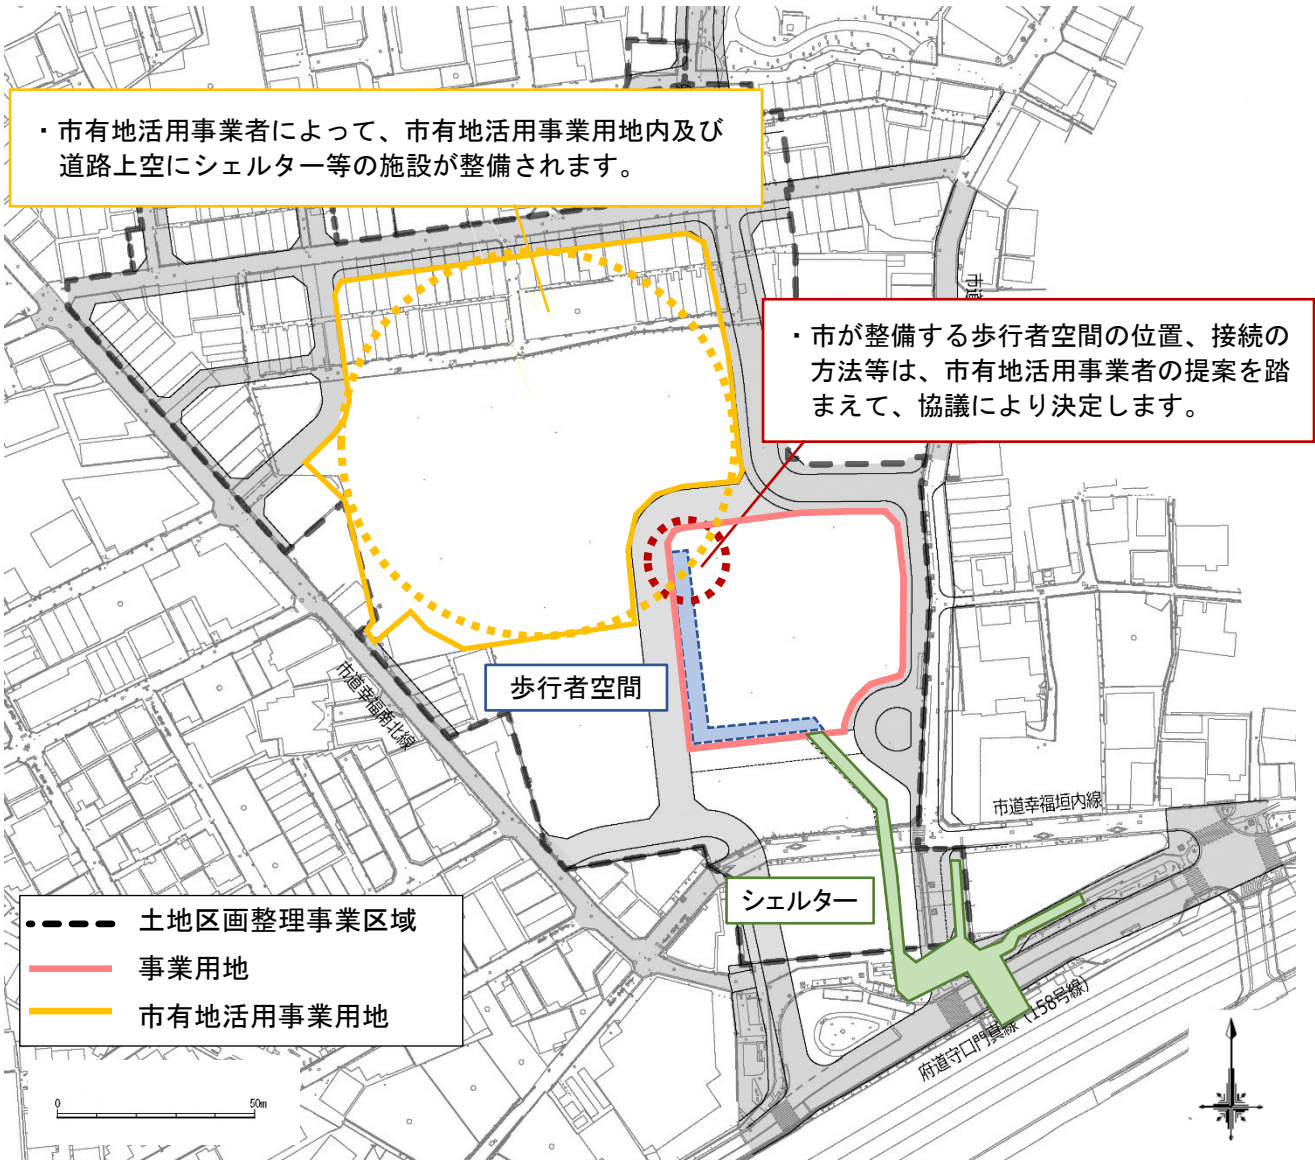 ・市有地活用事業者によって、市有地活用事業用地内及び
道路上空にシェルター等の施設が整備されます。
市道
・市が整備する歩行者空間の位置、接続の
方法等は、市有地活用事業者の提案を踏
まえて、協議により決定します。
歩行者空間
市道幸福南北線
市道幸福垣内線
シェルター
土地区画整理事業区域
事業用地
市有地活用事業用地
府道守口門真線（158号線）
0
50m